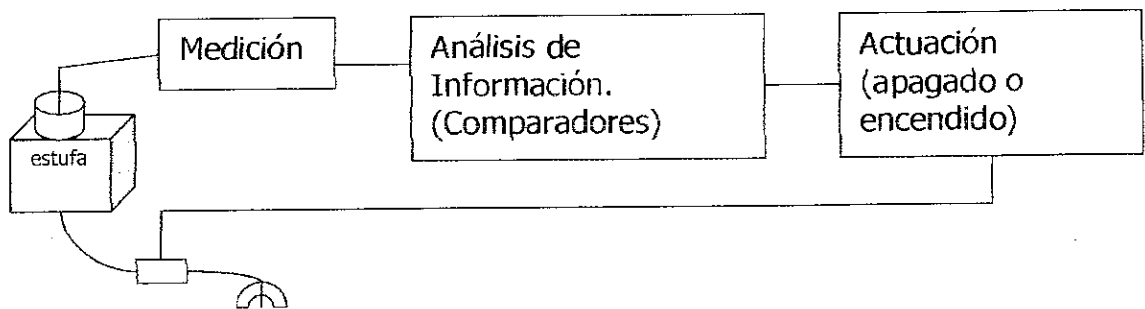 Medición
Análisis de
Información.
(Comparadores)
Actuación
(apagado o
encendido)
estufa